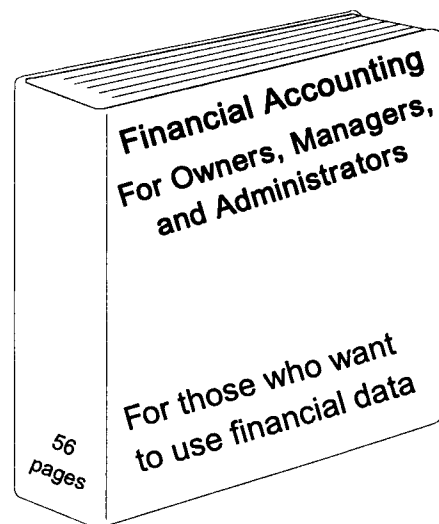 Financial Accounting
For Owners, Managers,
and Administrators
For those who want
to use financial data
56
pages